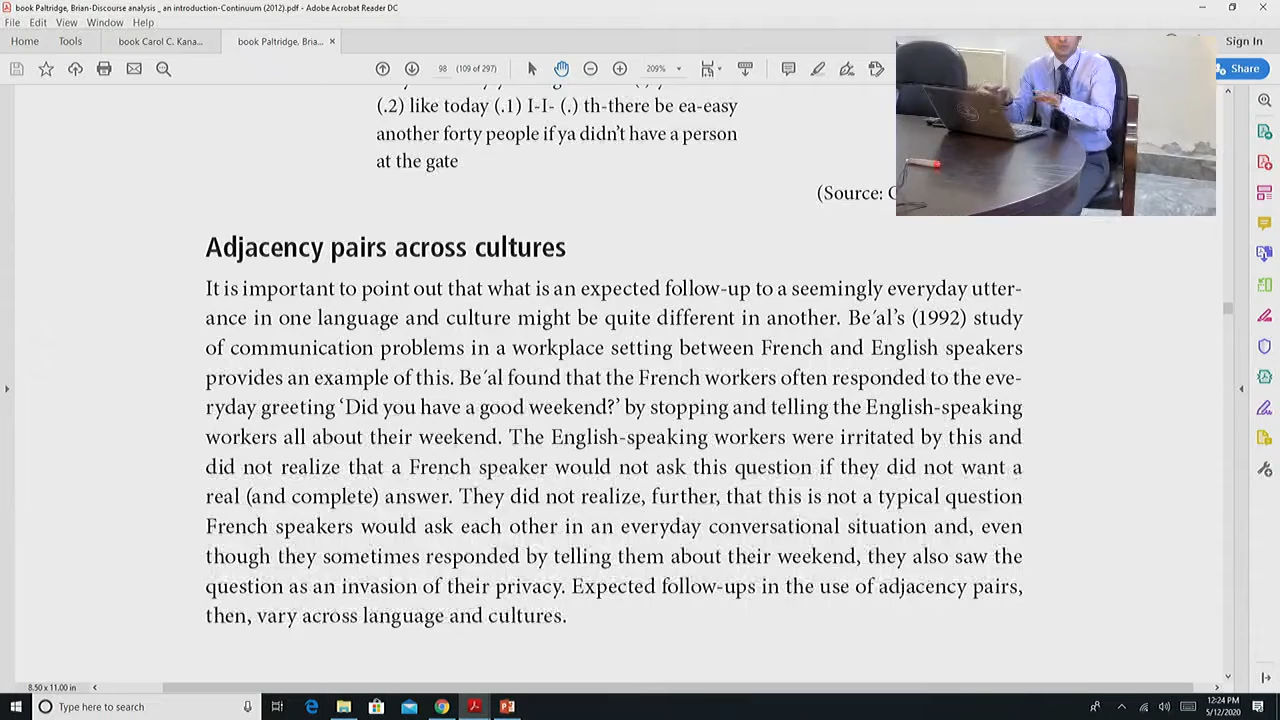 book Paltridge, Brian-Discourse analysis _ an introduction-Continuum (2012).pdf - Adobe Acrobat Reader DC
File Edit View Window Help
Home Tools book Carol C. Kana... book Paltridge, Bria... × Sign In
98 (109 of 297) 209% Share
(.2) like today (.1) I-I- (.) th-there be ea-easy
another forty people if ya didn't have a person
at the gate
(Source:
Adjacency pairs across cultures
It is important to point out that what is an expected follow-up to a seemingly everyday utter-
ance in one language and culture might be quite different in another. Be´al's (1992) study
of communication problems in a workplace setting between French and English speakers
provides an example of this. Be´al found that the French workers often responded to the eve-
ryday greeting 'Did you have a good weekend?' by stopping and telling the English-speaking
workers all about their weekend. The English-speaking workers were irritated by this and
did not realize that a French speaker would not ask this question if they did not want a
real (and complete) answer. They did not realize, further, that this is not a typical question
French speakers would ask each other in an everyday conversational situation and, even
though they sometimes responded by telling them about their weekend, they also saw the
question as an invasion of their privacy. Expected follow-ups in the use of adjacency pairs,
then, vary across language and cultures.
8.50 x 11.00 in
Type here to search
12:24 PM
5/12/2020